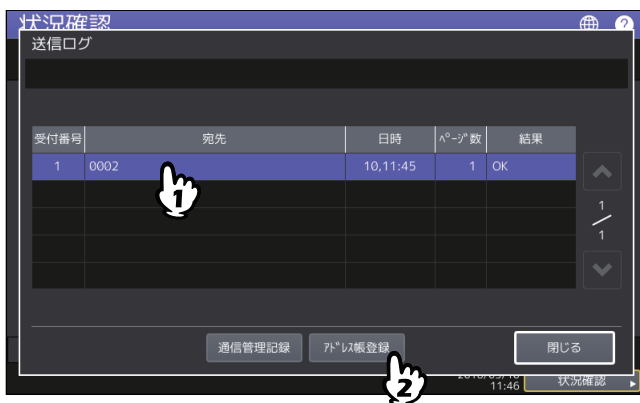 状況確認
?
送信ログ
受付番号 宛先 日時 ﾍﾟｰｼﾞ数 結果
1 0002 10,11:45 1 OK
1
1
1
通信管理記録 ｱﾄﾞﾚｽ帳登録 閉じる
2
11:46 状況確認